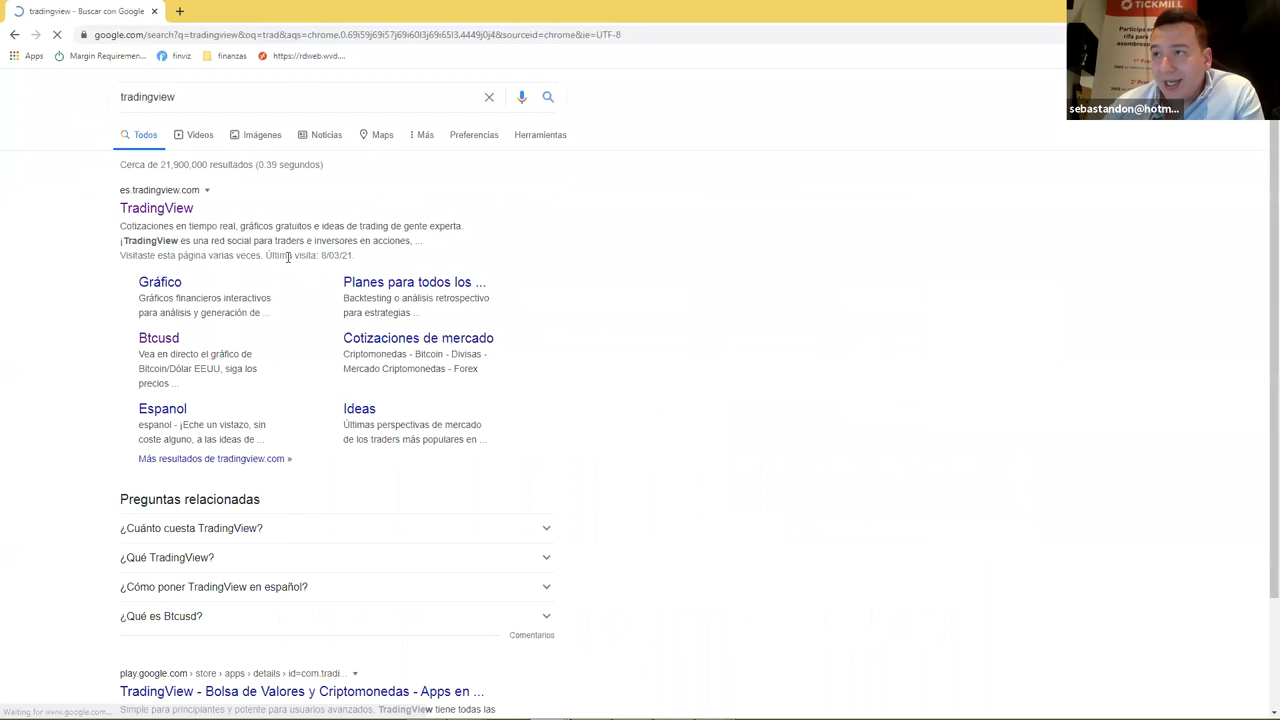 tradingview - Buscar con Google
google.com/search?q=tradingview&oq=trad&aqs=chrome.0.69i59j69i57j69i60l3j69i65l3.4449j0j4&sourceid=chrome&ie=UTF-8
Apps Margin Requiremen... finviz finanzas https://rdweb.wvd....
TICKMILL
Participa e
rifa para
asombros
sebastandon@hotm...
tradingview
Todos Videos Imágenes Noticias Maps Más Preferencias Herramientas
Cerca de 21,900,000 resultados (0.39 segundos)
es.tradingview.com
TradingView
Cotizaciones en tiempo real, gráficos gratuitos e ideas de trading de gente experta.
¡TradingView es una red social para traders e inversores en acciones, ...
Visitaste esta página varias veces. Última visita: 8/03/21.
Gráfico
Gráficos financieros interactivos
para análisis y generación de ...
Planes para todos los ...
Backtesting o análisis retrospectivo
para estrategias ...
Btcusd
Vea en directo el gráfico de
Bitcoin/Dólar EEUU, siga los
precios ...
Cotizaciones de mercado
Criptomonedas - Bitcoin - Divisas -
Mercado Criptomonedas - Forex
Espanol
espanol - ¡Eche un vistazo, sin
coste alguno, a las ideas de ...
Ideas
Últimas perspectivas de mercado
de los traders más populares en ...
Más resultados de tradingview.com »
Preguntas relacionadas
¿Cuánto cuesta TradingView?
¿Qué TradingView?
¿Cómo poner TradingView en español?
¿Qué es Btcusd?
Comentarios
play.google.com › store › apps › details › id=com.tradi...
TradingView - Bolsa de Valores y Criptomonedas - Apps en ...
Simple para principiantes y potente para usuarios avanzados, TradingView tiene todas las
Waiting for www.google.com...